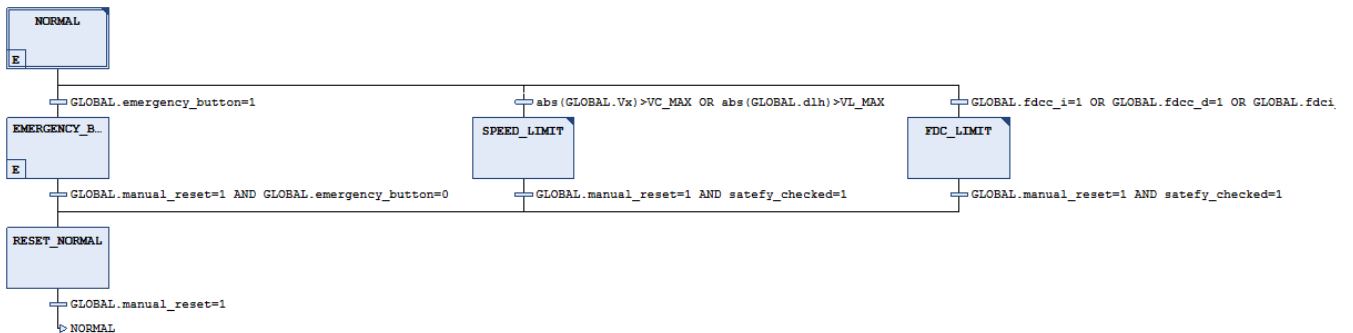 NORMAL
E
GLOBAL.emergency_button=1
abs(GLOBAL.Vx)>VC_MAX OR abs(GLOBAL.dlh)>VL_MAX
GLOBAL.fdcc_i=1 OR GLOBAL.fdcc_d=1 OR GLOBAL.fdci_
EMERGENCY_B...
SPEED_LIMIT
FDC_LIMIT
E
GLOBAL.manual_reset=1 AND GLOBAL.emergency_button=0
GLOBAL.manual_reset=1 AND satefy_checked=1
GLOBAL.manual_reset=1 AND satefy_checked=1
RESET_NORMAL
GLOBAL.manual_reset=1
NORMAL